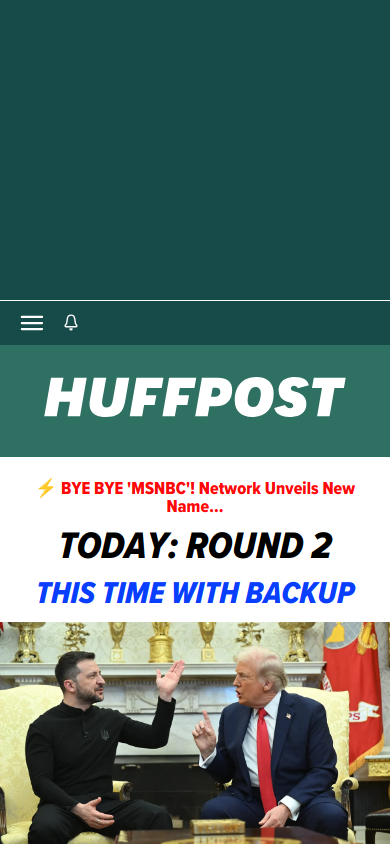 HUFFPOST
⚡ BYE BYE 'MSNBC'! Network Unveils New
Name...
TODAY: ROUND 2
THIS TIME WITH BACKUP